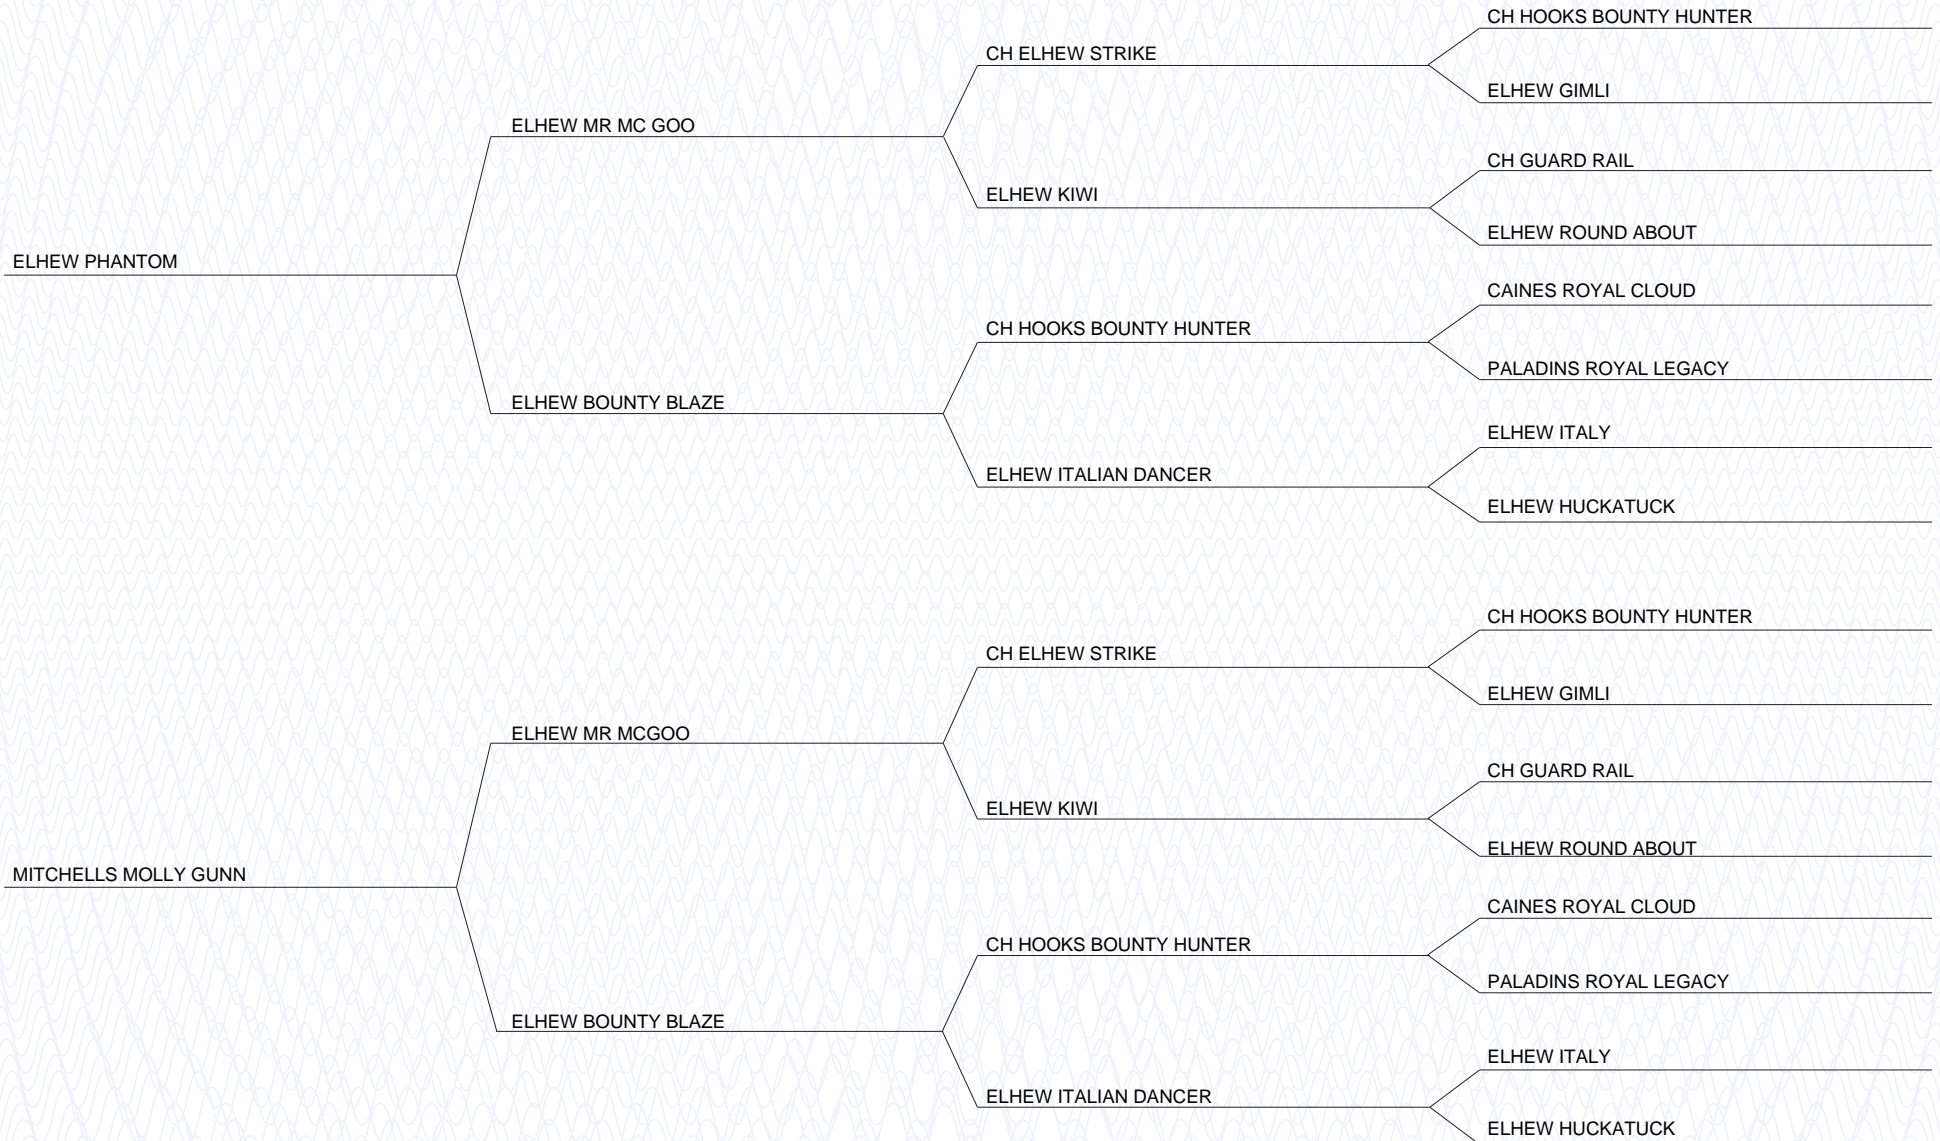 CH HOOKS BOUNTY HUNTER
CH ELHEW STRIKE
ELHEW GIMLI
ELHEW MR MC GOO
CH GUARD RAIL
ELHEW KIWI
ELHEW ROUND ABOUT
ELHEW PHANTOM
CAINES ROYAL CLOUD
CH HOOKS BOUNTY HUNTER
PALADINS ROYAL LEGACY
ELHEW BOUNTY BLAZE
ELHEW ITALY
ELHEW ITALIAN DANCER
ELHEW HUCKATUCK
CH HOOKS BOUNTY HUNTER
CH ELHEW STRIKE
ELHEW GIMLI
ELHEW MR MCGOO
CH GUARD RAIL
ELHEW KIWI
ELHEW ROUND ABOUT
MITCHELLS MOLLY GUNN
CAINES ROYAL CLOUD
CH HOOKS BOUNTY HUNTER
PALADINS ROYAL LEGACY
ELHEW BOUNTY BLAZE
ELHEW ITALY
ELHEW ITALIAN DANCER
ELHEW HUCKATUCK